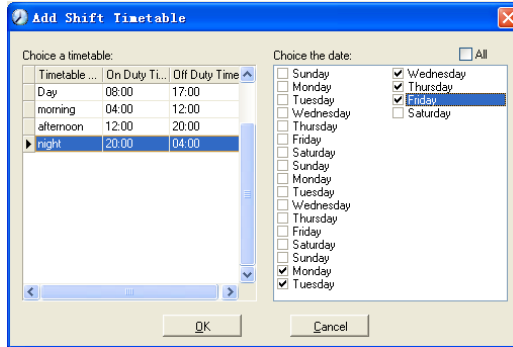 Add Shift Timetable
Choice a timetable:
Timetable ... On Duty Ti... Off Duty Time
Day 08:00 17:00
morning 04:00 12:00
afternoon 12:00 20:00
night 20:00 04:00
Choice the date:
All
Sunday
Monday
Tuesday
Wednesday
Thursday
Friday
Saturday
Sunday
Monday
Tuesday
Wednesday
Thursday
Friday
Saturday
Sunday
Monday
Tuesday
Wednesday
Thursday
Friday
Saturday
OK
Cancel